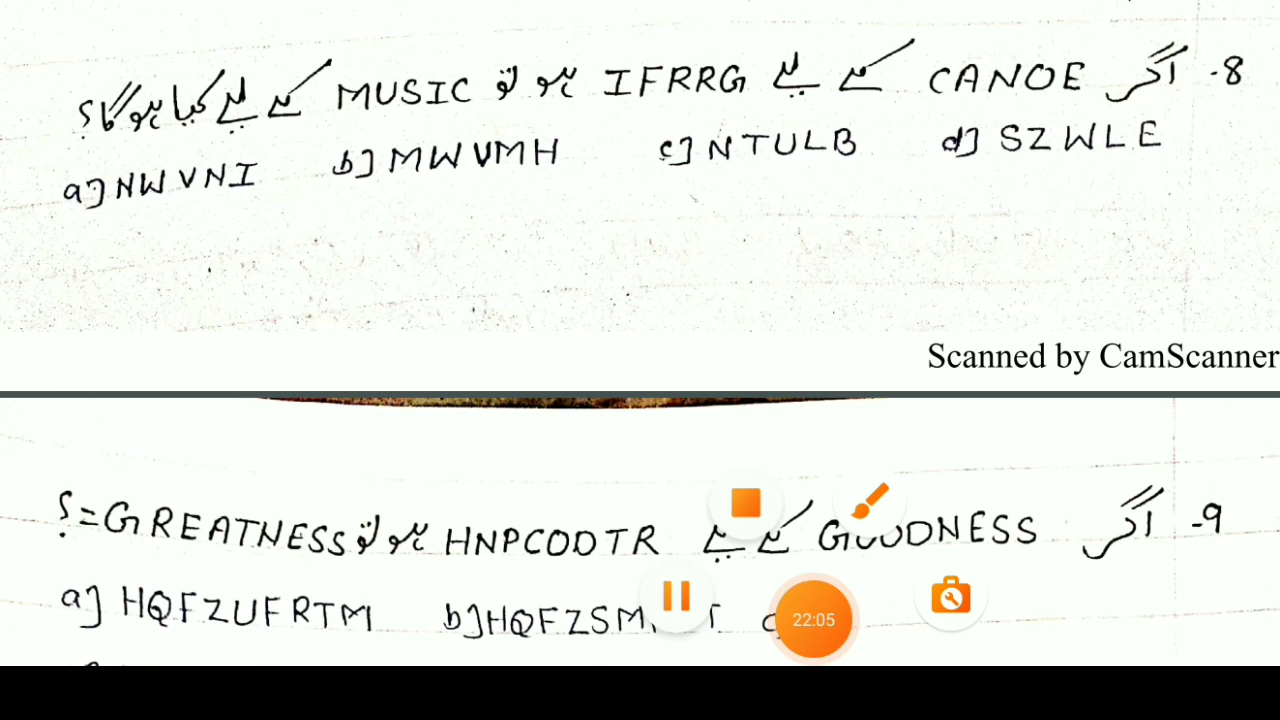 8- اگر CANOE کے لیے IFRRG ہو تو MUSIC کے لیے کیا ہوگا؟
a] NWVNI b] MWVMH c] NTULB d] SZWLE
Scanned by CamScanner
9- اگر GOODNESS کے لیے HNPCODTR ہو تو GREATNESS=؟
a] HQFZUFRTM b] HQFZSM
22:05